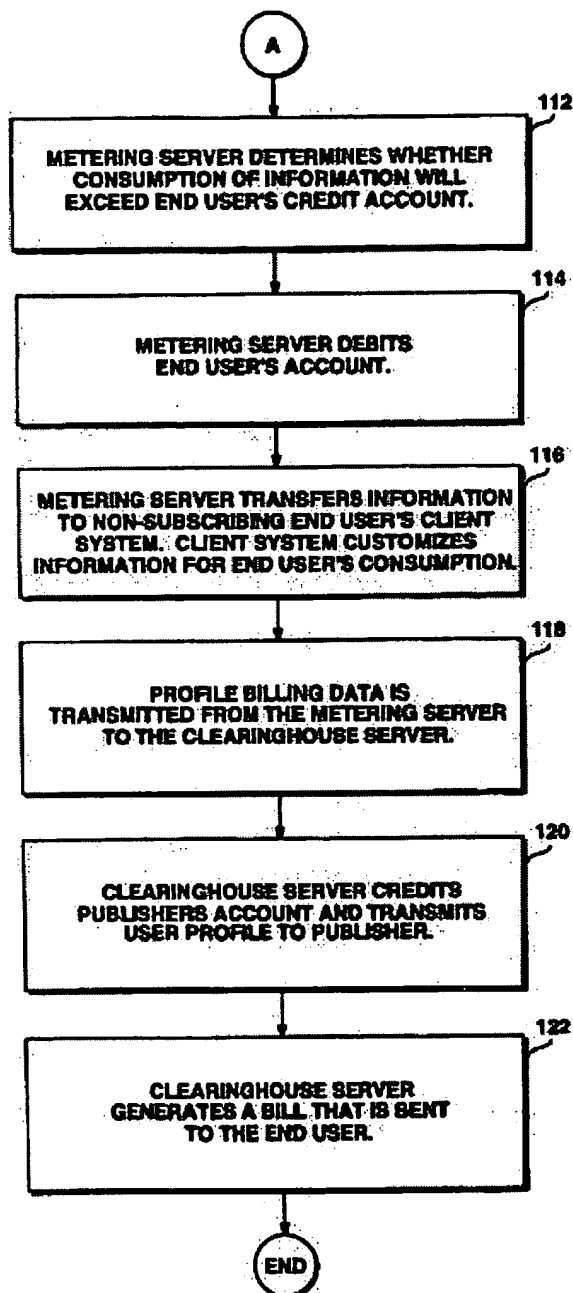 A
112
METERING SERVER DETERMINES WHETHER
CONSUMPTION OF INFORMATION WILL
EXCEED END USER'S CREDIT ACCOUNT.
114
METERING SERVER DEBITS
END USER'S ACCOUNT.
116
METERING SERVER TRANSFERS INFORMATION
TO NON-SUBSCRIBING END USER'S CLIENT
SYSTEM. CLIENT SYSTEM CUSTOMIZES
INFORMATION FOR END USER'S CONSUMPTION.
118
PROFILE BILLING DATA IS
TRANSMITTED FROM THE METERING SERVER
TO THE CLEARINGHOUSE SERVER.
120
CLEARINGHOUSE SERVER CREDITS
PUBLISHERS ACCOUNT AND TRANSMITS
USER PROFILE TO PUBLISHER.
122
CLEARINGHOUSE SERVER
GENERATES A BILL THAT IS SENT
TO THE END USER.
END